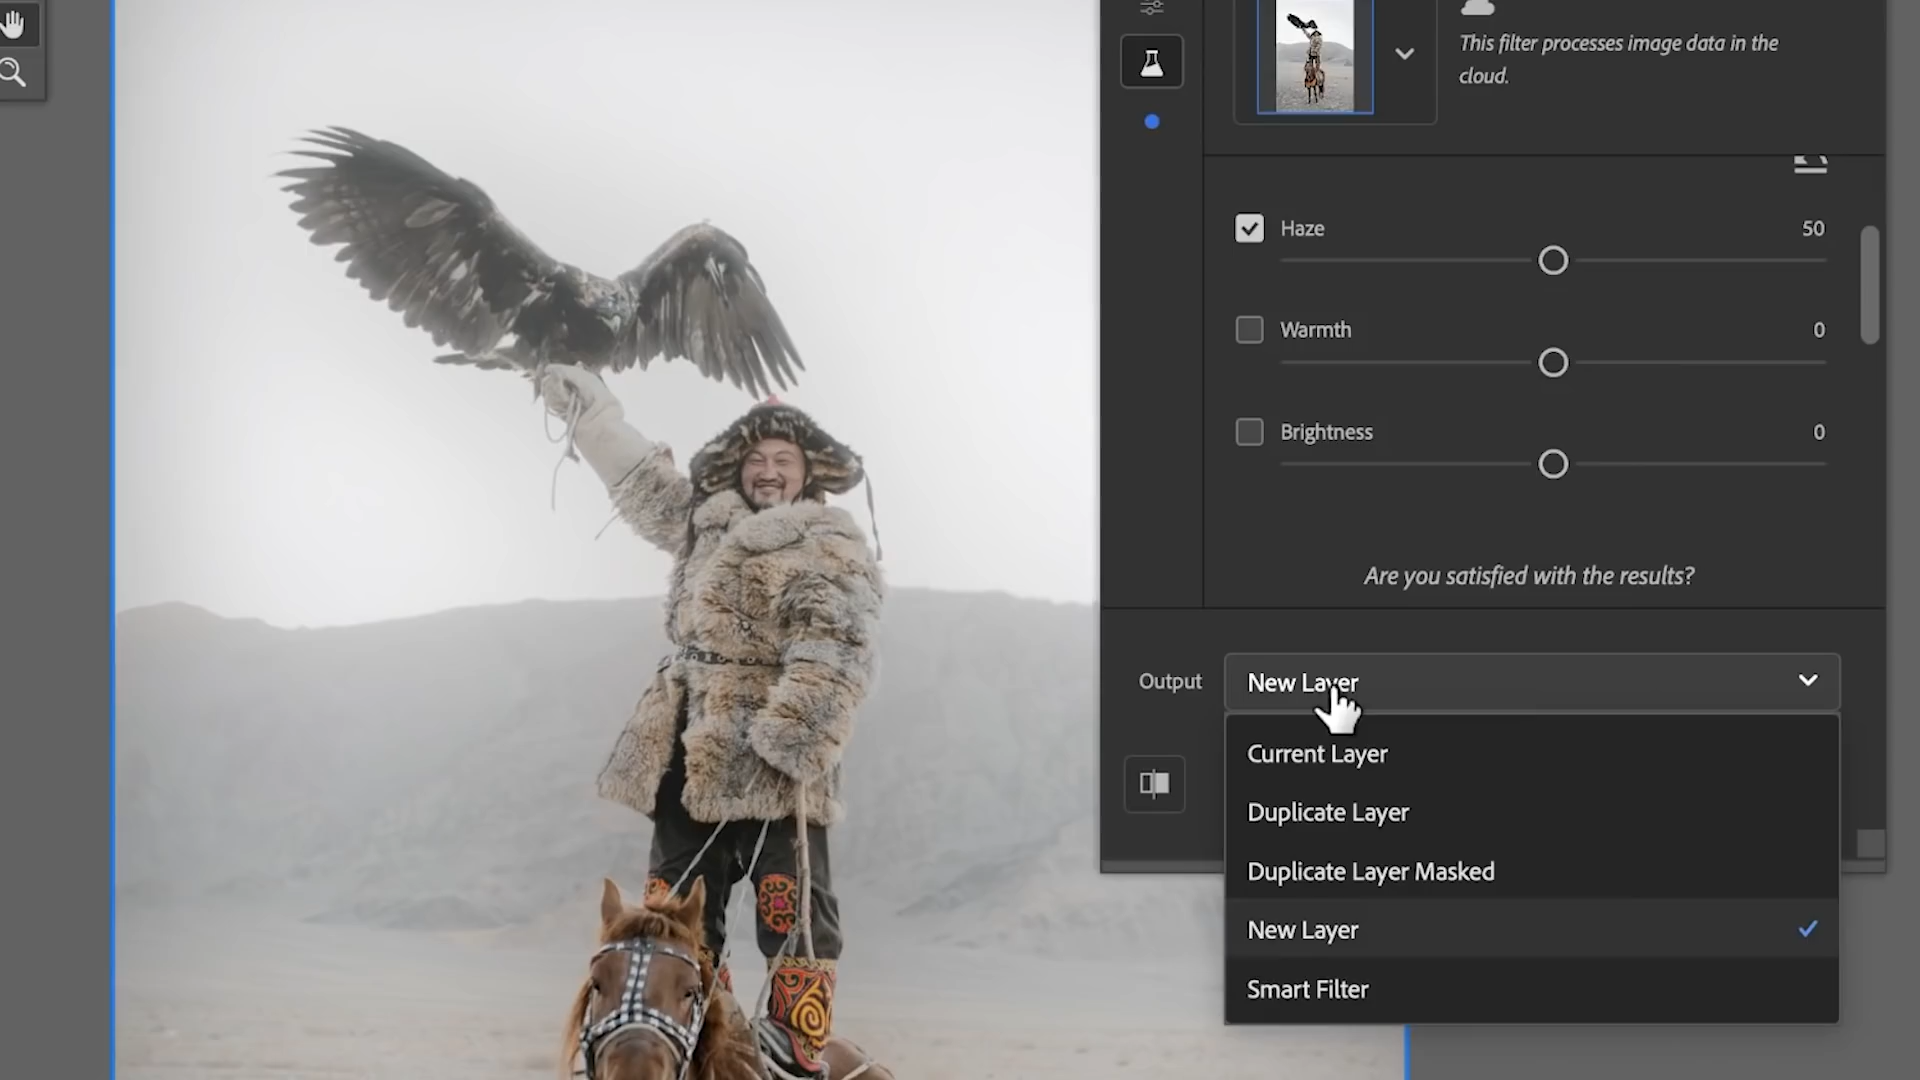 This filter processes image data in the
cloud.
Haze 50
Warmth 0
Brightness 0
Are you satisfied with the results?
Output New Layer
Current Layer
Duplicate Layer
Duplicate Layer Masked
New Layer
Smart Filter